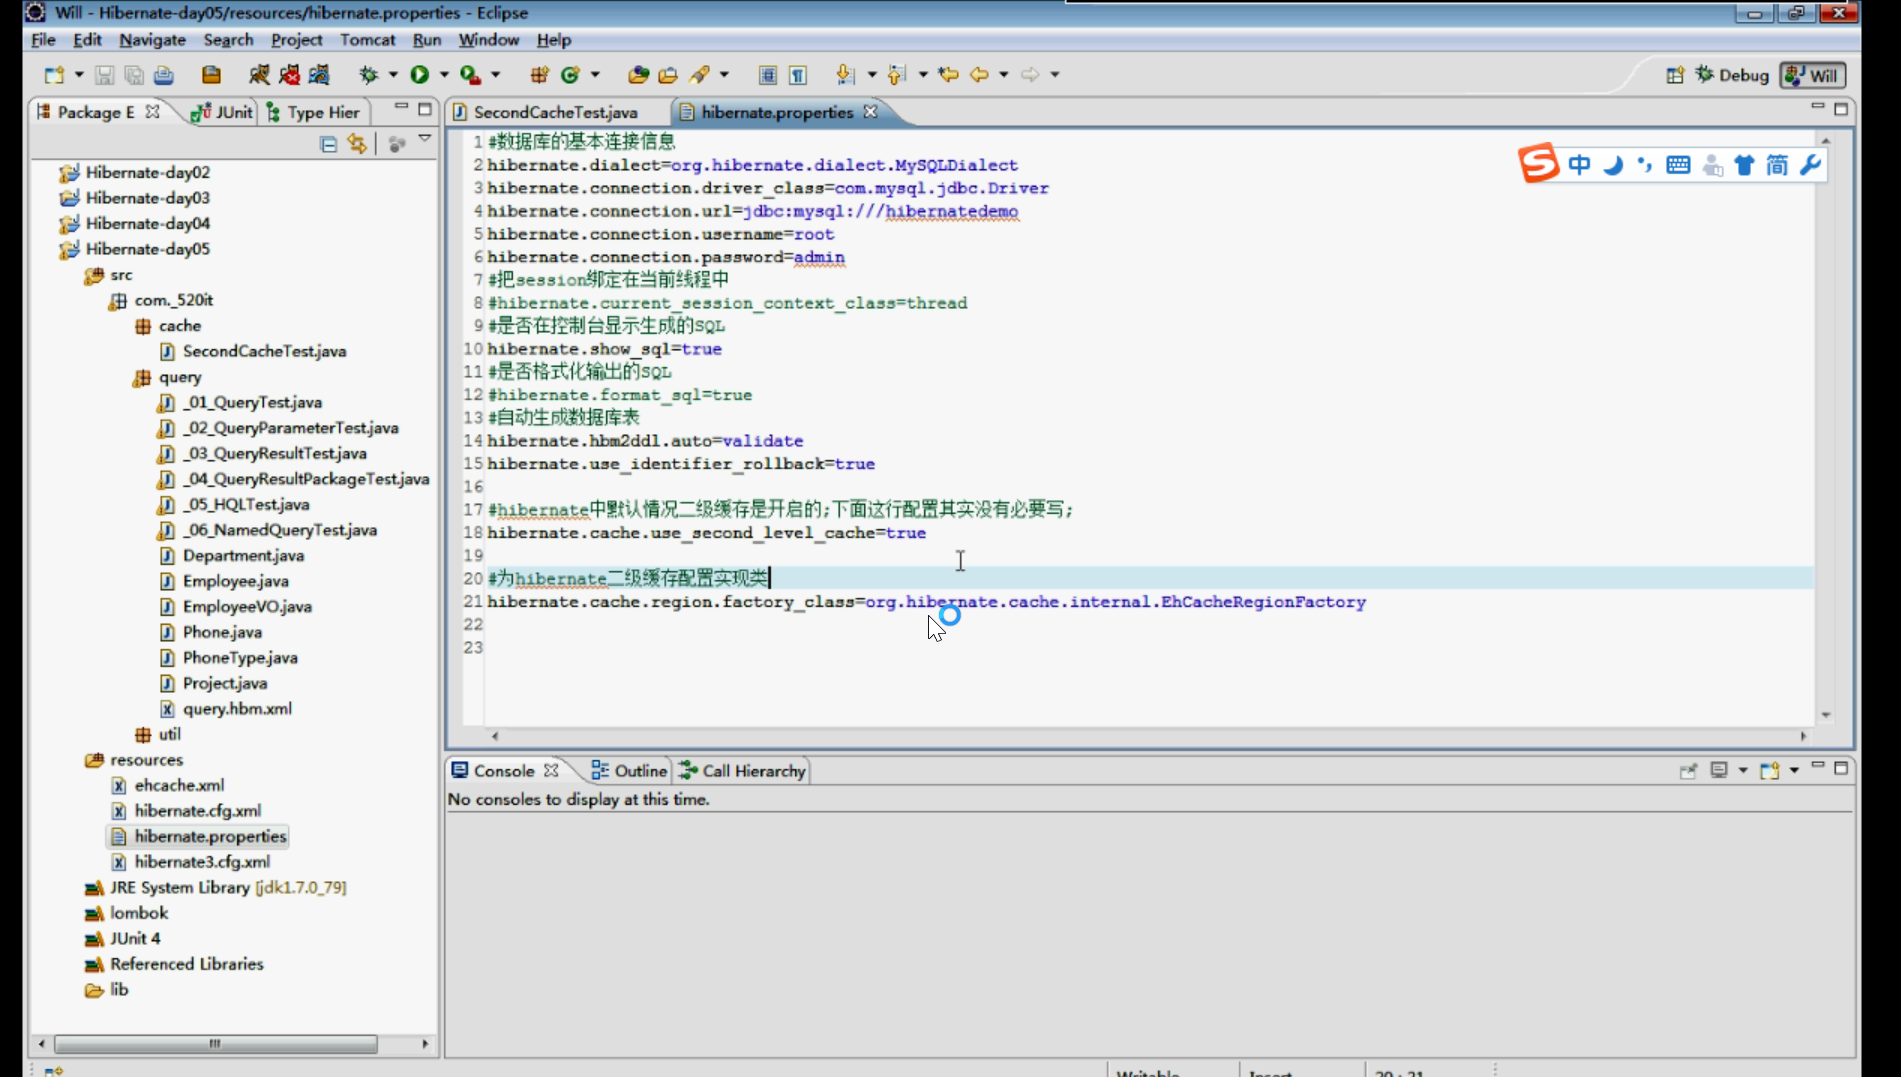 Will - Hibernate-day05/resources/hibernate.properties - Eclipse
File Edit Navigate Search Project Tomcat Run Window Help
Debug Will
Package E JUnit Type Hier
SecondCacheTest.java hibernate.properties
Hibernate-day02
Hibernate-day03
Hibernate-day04
Hibernate-day05
src
com._520it
cache
SecondCacheTest.java
query
_01_QueryTest.java
_02_QueryParameterTest.java
_03_QueryResultTest.java
_04_QueryResultPackageTest.java
_05_HQLTest.java
_06_NamedQueryTest.java
Department.java
Employee.java
EmployeeVO.java
Phone.java
PhoneType.java
Project.java
query.hbm.xml
util
resources
ehcache.xml
hibernate.cfg.xml
hibernate.properties
hibernate3.cfg.xml
JRE System Library [jdk1.7.0_79]
lombok
JUnit 4
Referenced Libraries
lib
1 #数据库的基本连接信息
2 hibernate.dialect=org.hibernate.dialect.MySQLDialect
3 hibernate.connection.driver_class=com.mysql.jdbc.Driver
4 hibernate.connection.url=jdbc:mysql:///hibernatedemo
5 hibernate.connection.username=root
6 hibernate.connection.password=admin
7 #把session绑定在当前线程中
8 #hibernate.current_session_context_class=thread
9 #是否在控制台显示生成的SQL
10 hibernate.show_sql=true
11 #是否格式化输出的SQL
12 #hibernate.format_sql=true
13 #自动生成数据库表
14 hibernate.hbm2ddl.auto=validate
15 hibernate.use_identifier_rollback=true
16
17 #hibernate中默认情况二级缓存是开启的;下面这行配置其实没有必要写;
18 hibernate.cache.use_second_level_cache=true
19
20 #为hibernate二级缓存配置实现类
21 hibernate.cache.region.factory_class=org.hibernate.cache.internal.EhCacheRegionFactory
22
23
S 中 简
Console Outline Call Hierarchy
No consoles to display at this time.
Writable Insert 20 : 21